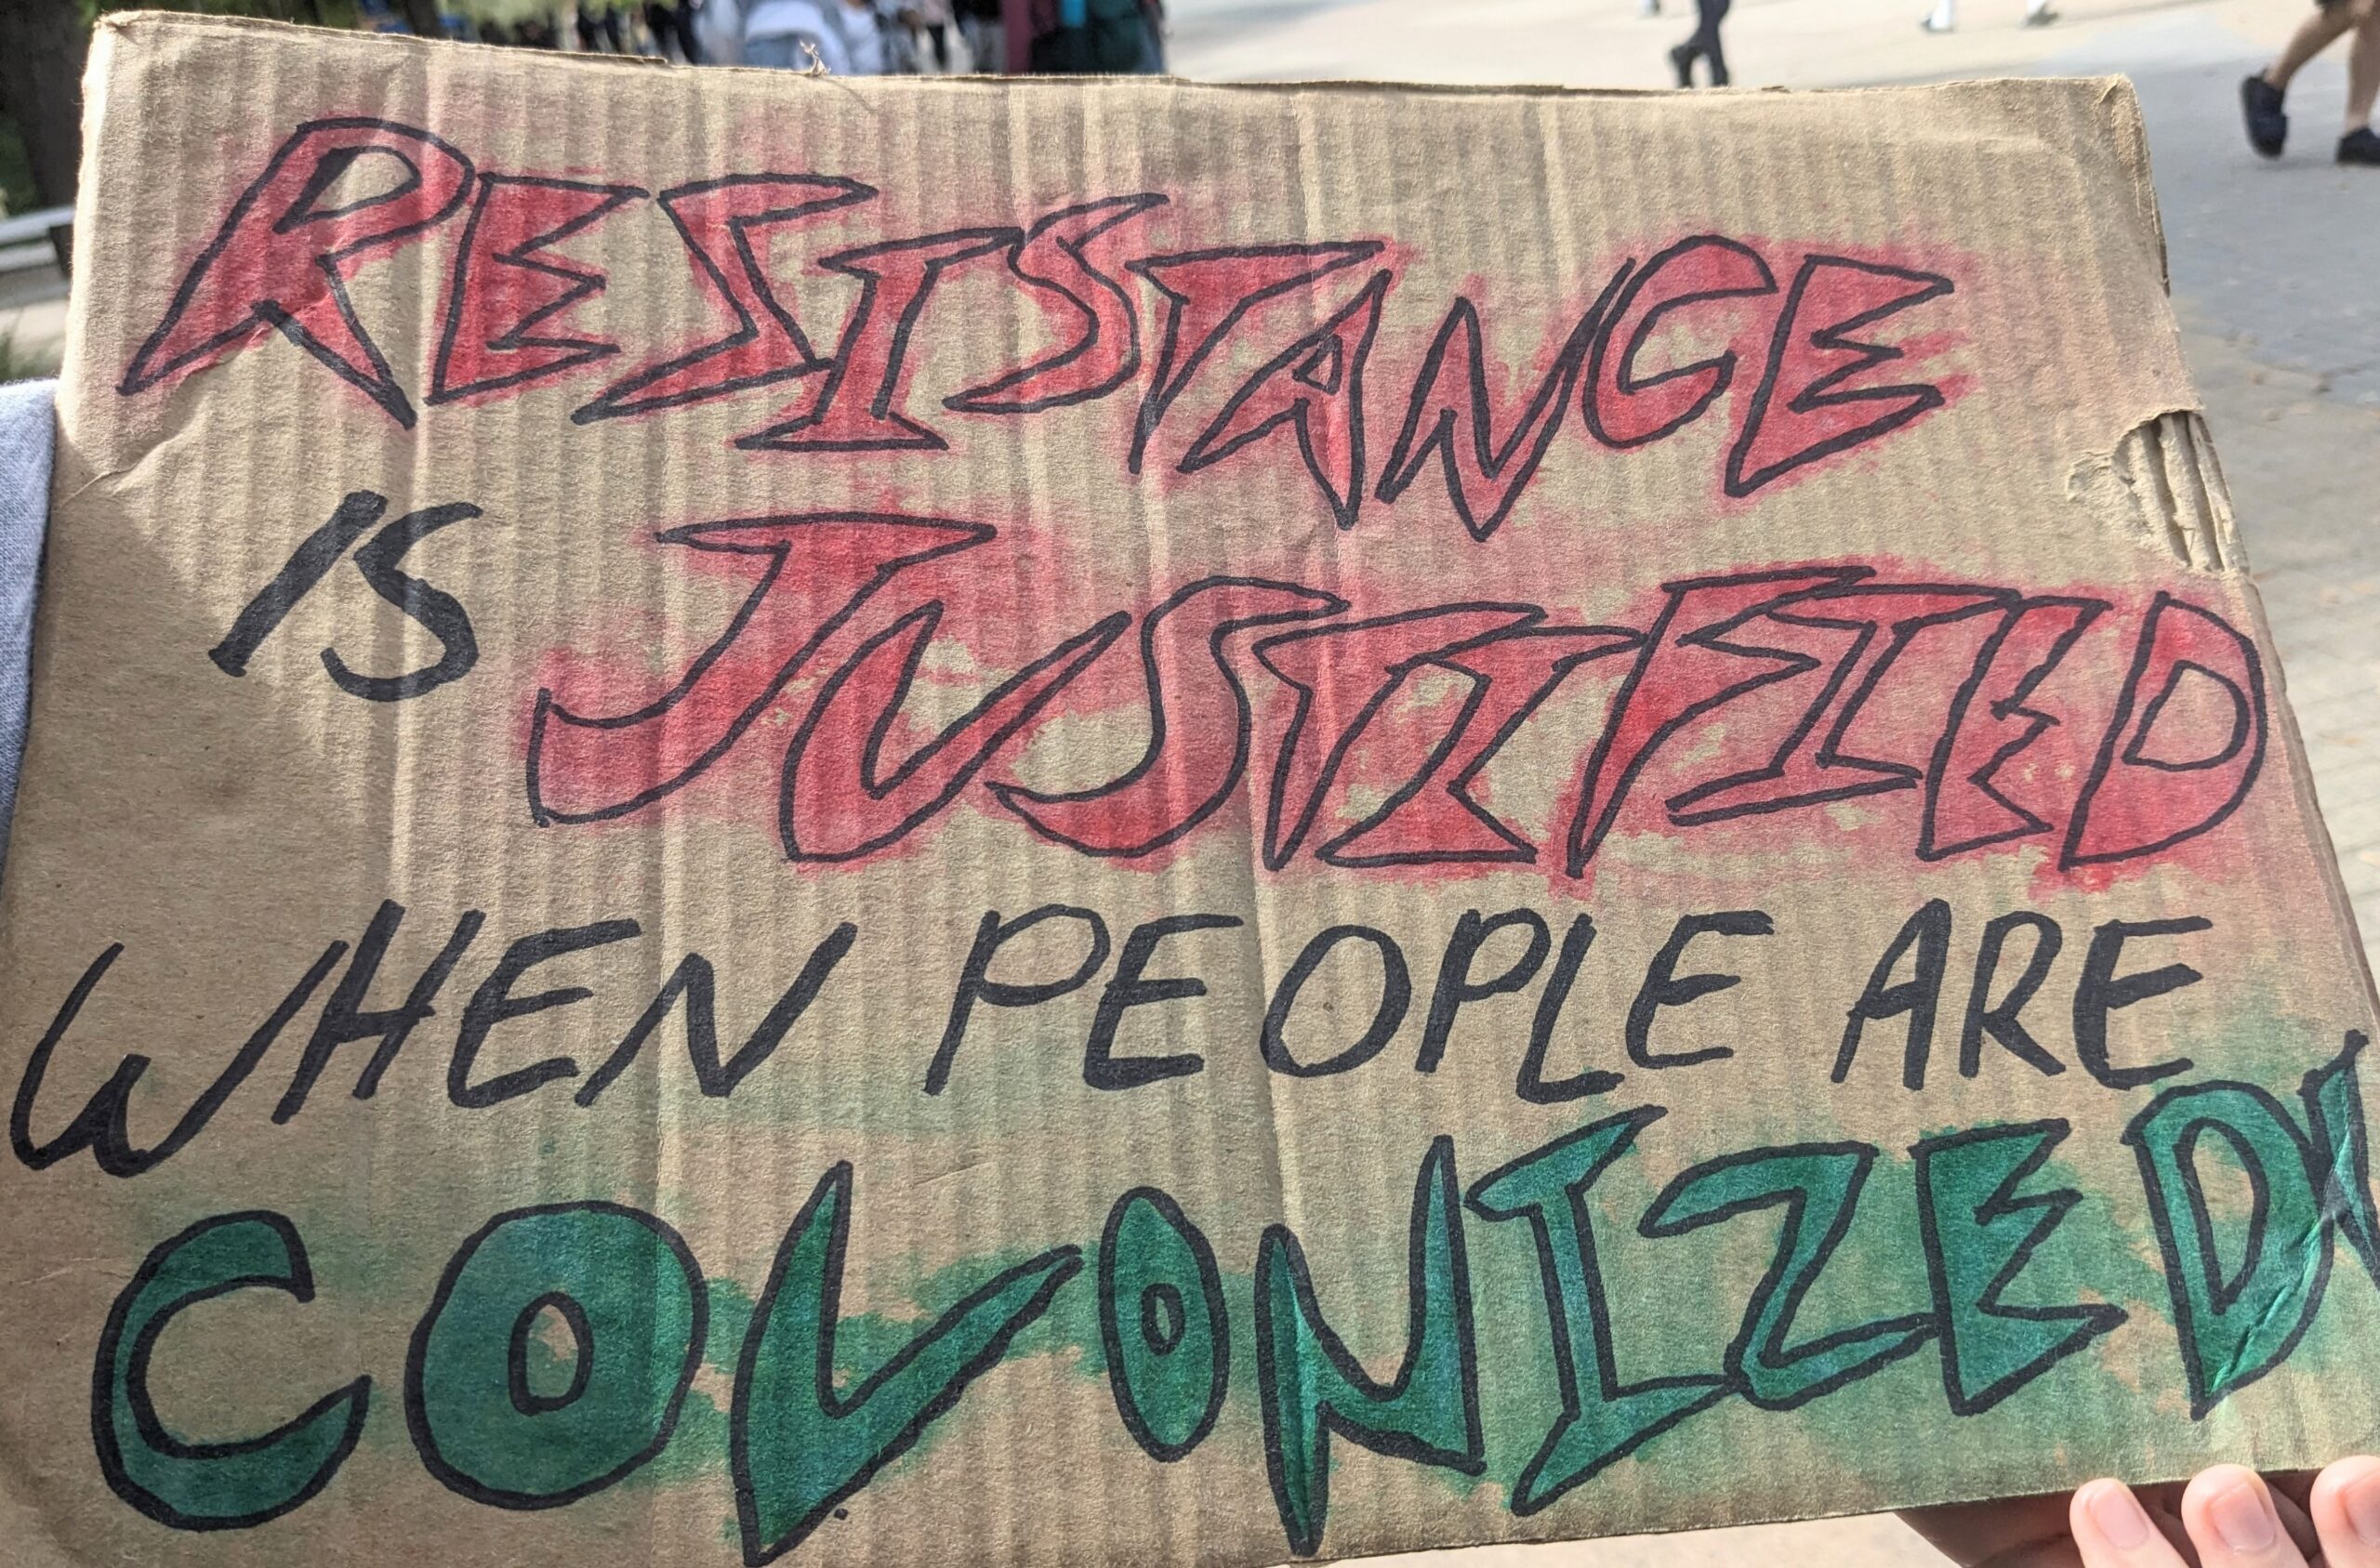 RESISTANCE
IS JUSTIFIED
WHEN PEOPLE ARE
COLONIZED